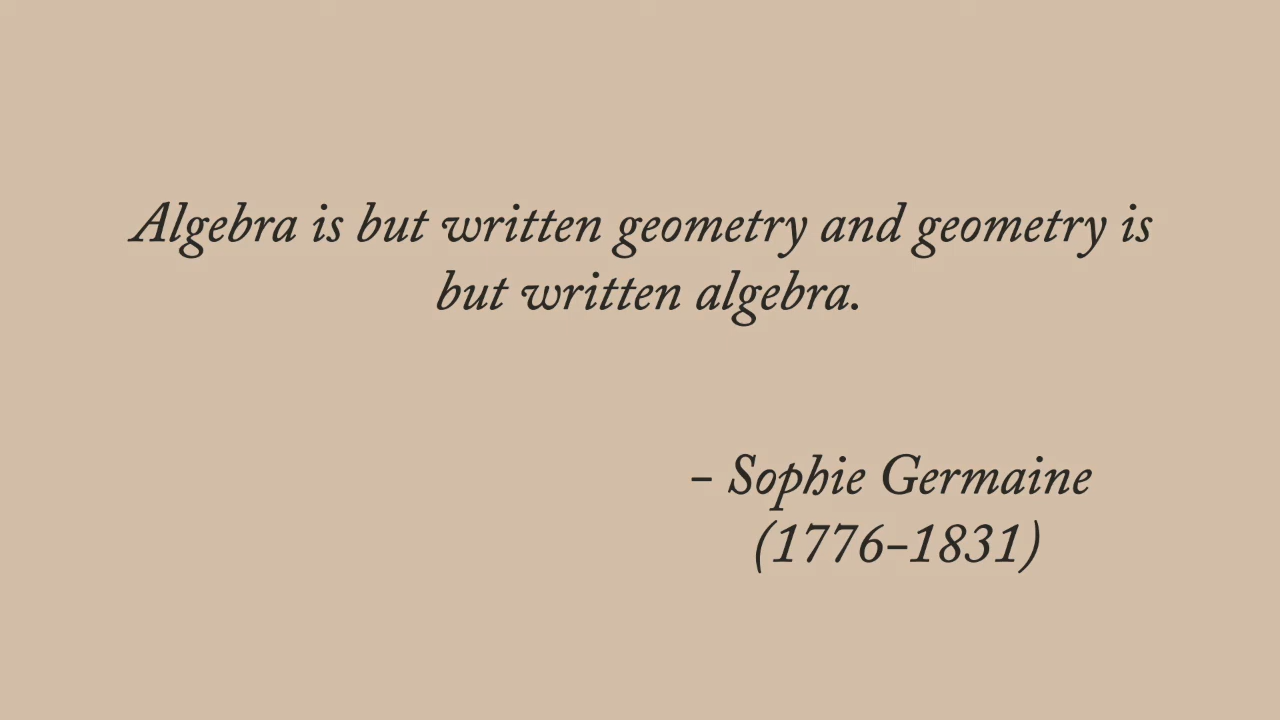 Algebra is but written geometry and geometry is
but written algebra.
– Sophie Germaine
(1776–1831)